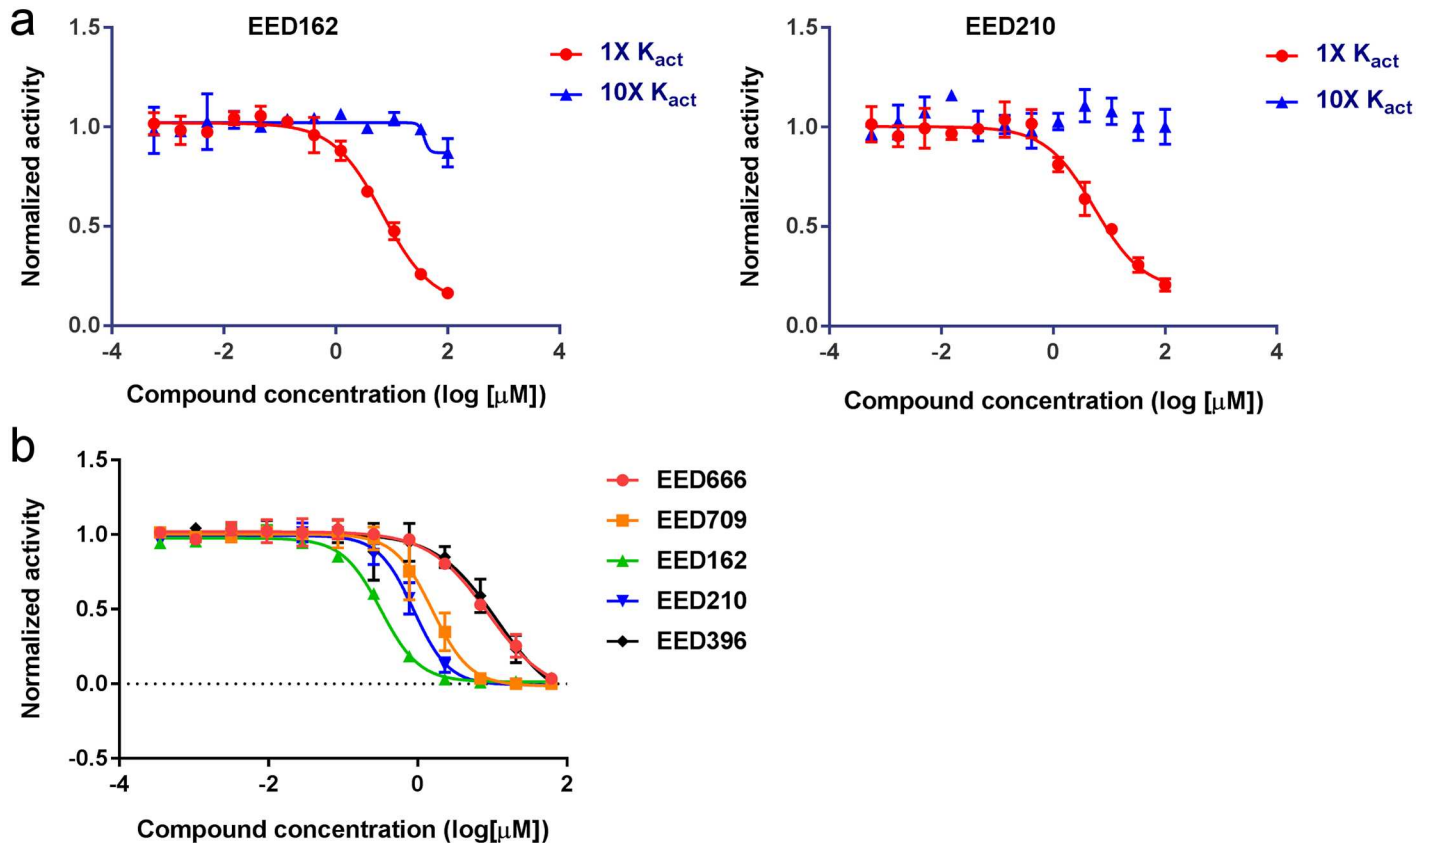 a
EED162
1.5
1.0
0.5
0.0
-4
-2
0
2
4
Normalized activity
Compound concentration (log [μM])
1X Kact
10X Kact
EED210
1.5
1.0
0.5
0.0
-4
-2
0
2
4
Normalized activity
Compound concentration (log [μM])
1X Kact
10X Kact
b
1.5
1.0
0.5
0.0
-0.5
-4
-2
0
2
Normalized activity
Compound concentration (log[μM])
EED666
EED709
EED162
EED210
EED396